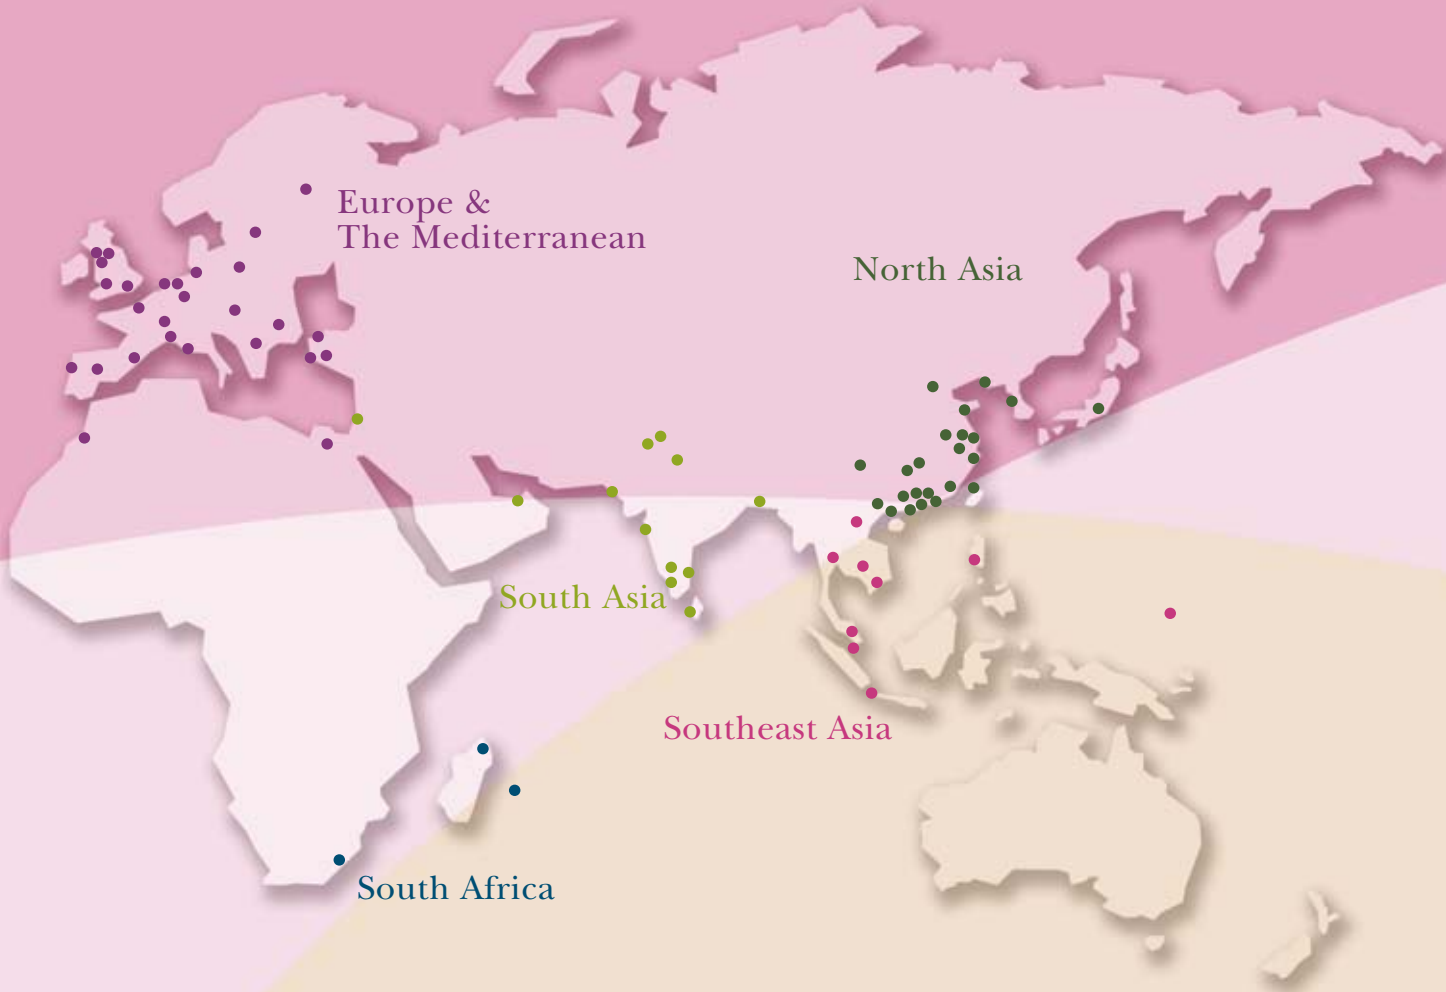 Europe &
The Mediterranean
North Asia
South Asia
Southeast Asia
South Africa